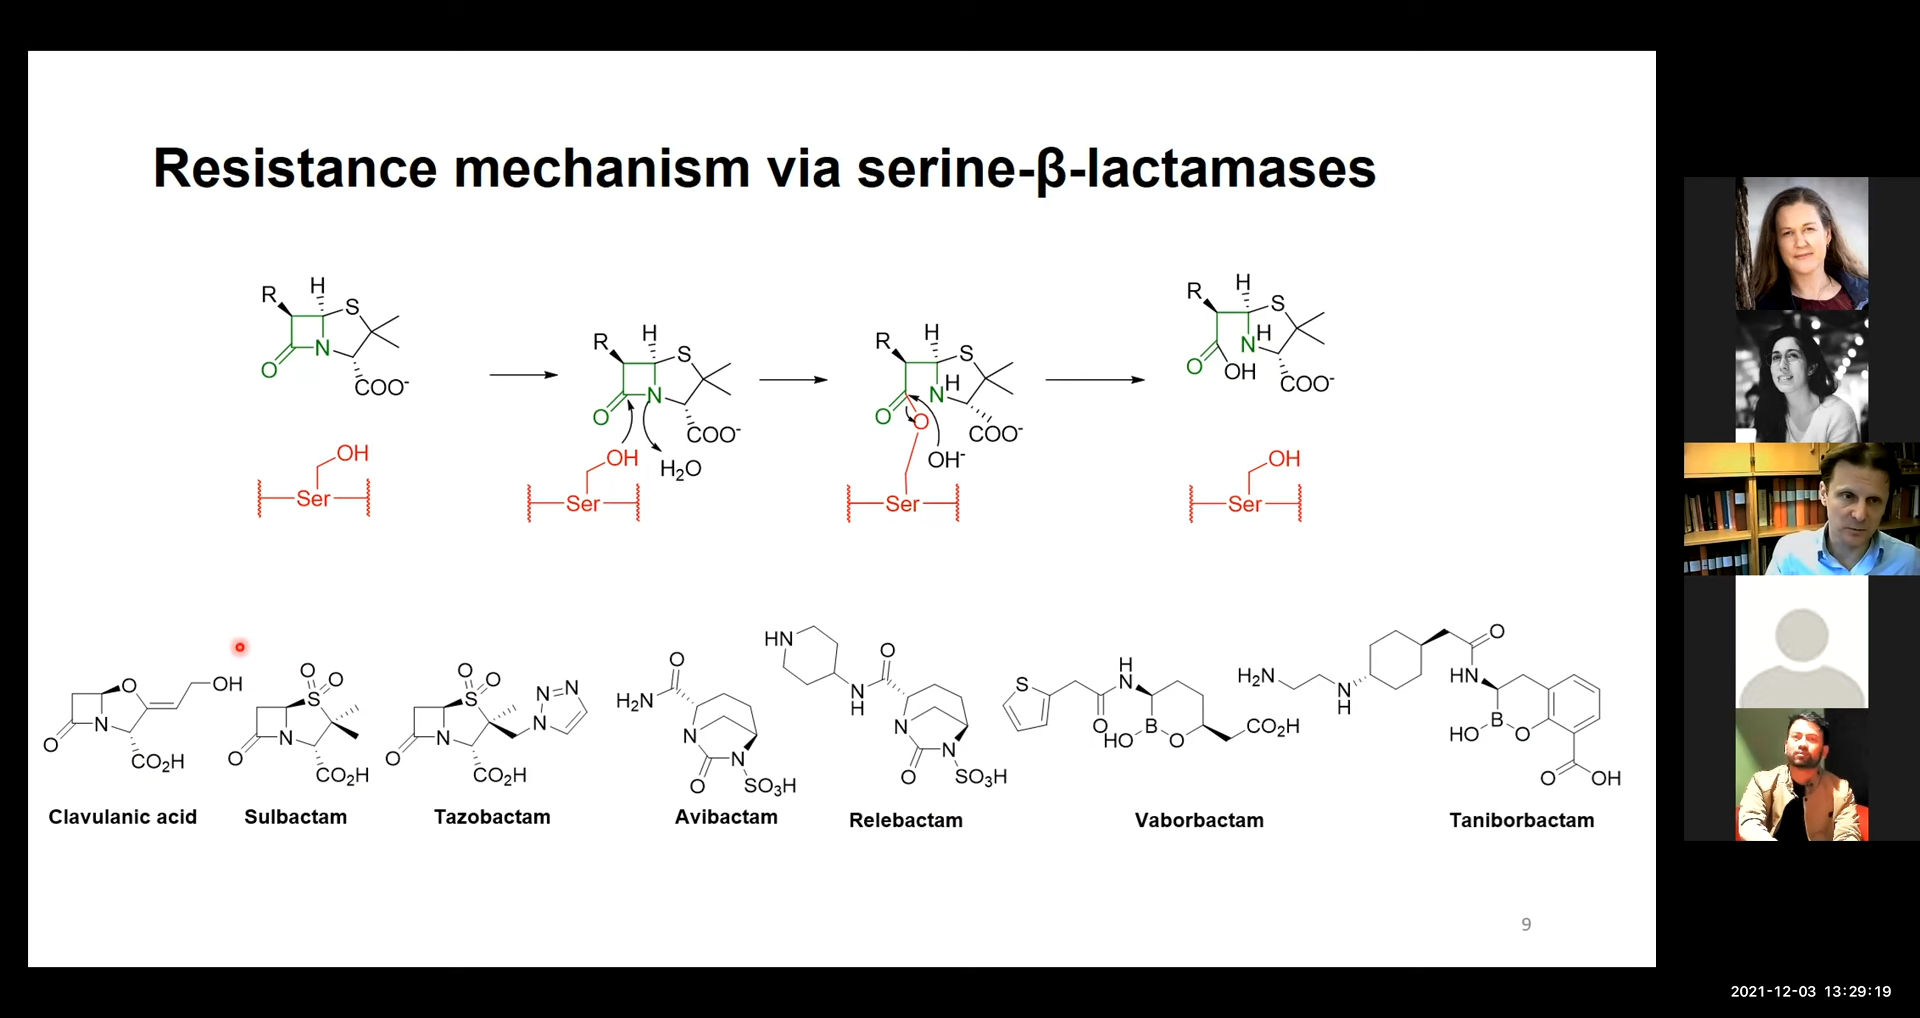 Resistance mechanism via serine-β-lactamases
R H S
O N
COO⁻
OH
Ser
R H S
O N
COO⁻
OH H₂O
Ser
R H S
H
O N
O COO⁻
OH⁻
Ser
R H S
H
O N
OH COO⁻
OH
Ser
O OH
N
O CO₂H
Clavulanic acid
O O
S
N
O CO₂H
Sulbactam
O O
S N N
N N
O CO₂H
Tazobactam
O
H₂N
N
N
O SO₃H
Avibactam
HN
O
N
H
N
N
O SO₃H
Relebactam
S H
N
O B
HO O CO₂H
Vaborbactam
H₂N N
H
O
HN
B
HO O
O OH
Taniborbactam
9
2021-12-03 13:29:19